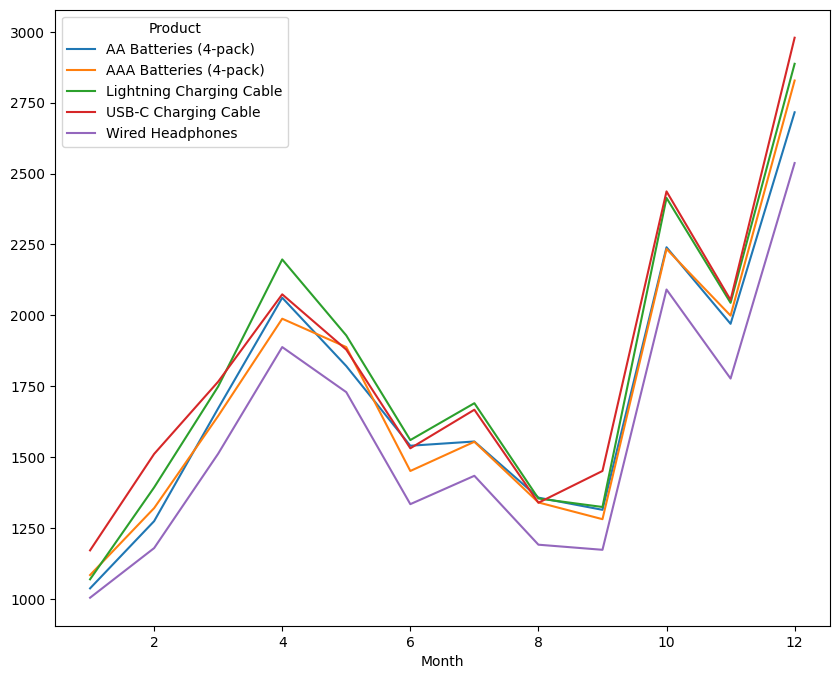 Product
AA Batteries (4-pack)
AAA Batteries (4-pack)
Lightning Charging Cable
USB-C Charging Cable
Wired Headphones
3000
2750
2500
2250
2000
1750
1500
1250
1000
2 4 6 8 10 12
Month